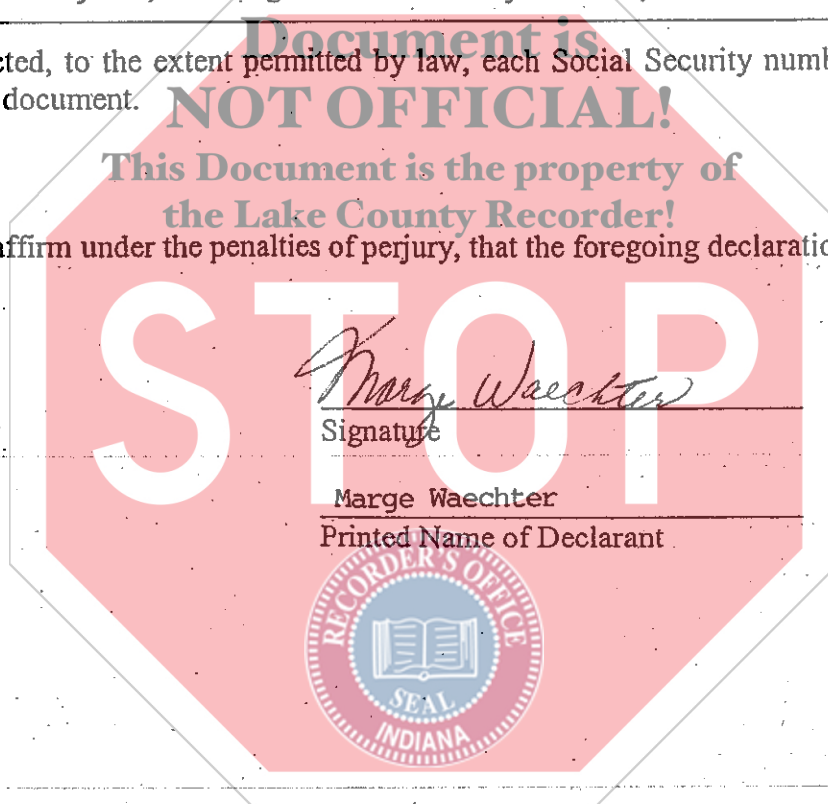 Document is
cted, to the extent permitted by law, each Social Security numb
document.
NOT OFFICIAL!
This Document is the property of
the Lake County Recorder!
affirm under the penalties of perjury, that the foregoing declaratio
STOP
Marge Waechter
Signature
Marge Waechter
Printed Name of Declarant
RECORDER'S OFFICE
SEAL
INDIANA